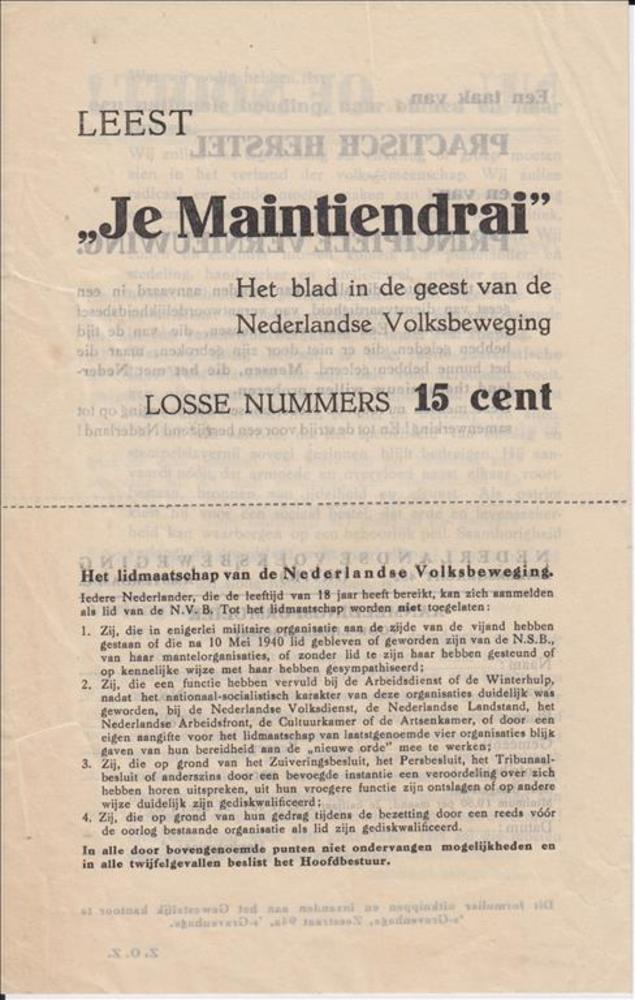 LEEST
„Je Maintiendrai”
Het blad in de geest van de
Nederlandse Volksbeweging
LOSSE NUMMERS 15 cent
Het lidmaatschap van de Nederlandse Volksbeweging.
Iedere Nederlander, die de leeftijd van 18 jaar heeft bereikt, kan zich aanmelden
als lid van de N.V.B. Tot het lidmaatschap worden niet toegelaten:
1. Zij, die in enigerlei militaire organisatie aan de zijde van de vijand hebben
gestaan of die na 10 Mei 1940 lid gebleven of geworden zijn van de N.S.B.,
van haar mantelorganisaties, of zonder lid te zijn haar hebben gesteund of
op kennelijke wijze met haar hebben gesympathiseerd;
2. Zij, die een functie hebben vervuld bij de Arbeidsdienst of de Winterhulp,
nadat het nationaal-socialistisch karakter van deze organisaties duidelijk was
geworden, bij de Nederlandse Volksdienst, de Nederlandse Landstand, het
Nederlandse Arbeidsfront, de Cultuurkamer of de Artsenkamer, of door een
eigen aangifte voor het lidmaatschap van laatstgenoemde vier organisaties blijk
gaven van hun bereidheid aan de „nieuwe orde” mee te werken;
3. Zij, die op grond van het Zuiveringsbesluit, het Persbesluit, het Tribunaal-
besluit of anderszins door een bevoegde instantie een veroordeling over zich
hebben horen uitspreken, uit hun vroegere functie zijn ontslagen of op andere
wijze duidelijk zijn gediskwalificeerd;
4. Zij, die op grond van hun gedrag tijdens de bezetting door een reeds vóór
de oorlog bestaande organisatie als lid zijn gediskwalificeerd.
In alle door bovengenoemde punten niet ondervangen mogelijkheden en
in alle twijfelgevallen beslist het Hoofdbestuur.